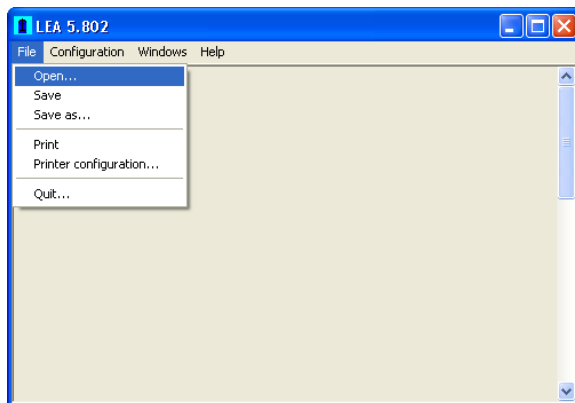 LEA 5.802
File Configuration Windows Help
Open...
Save
Save as...
Print
Printer configuration...
Quit...